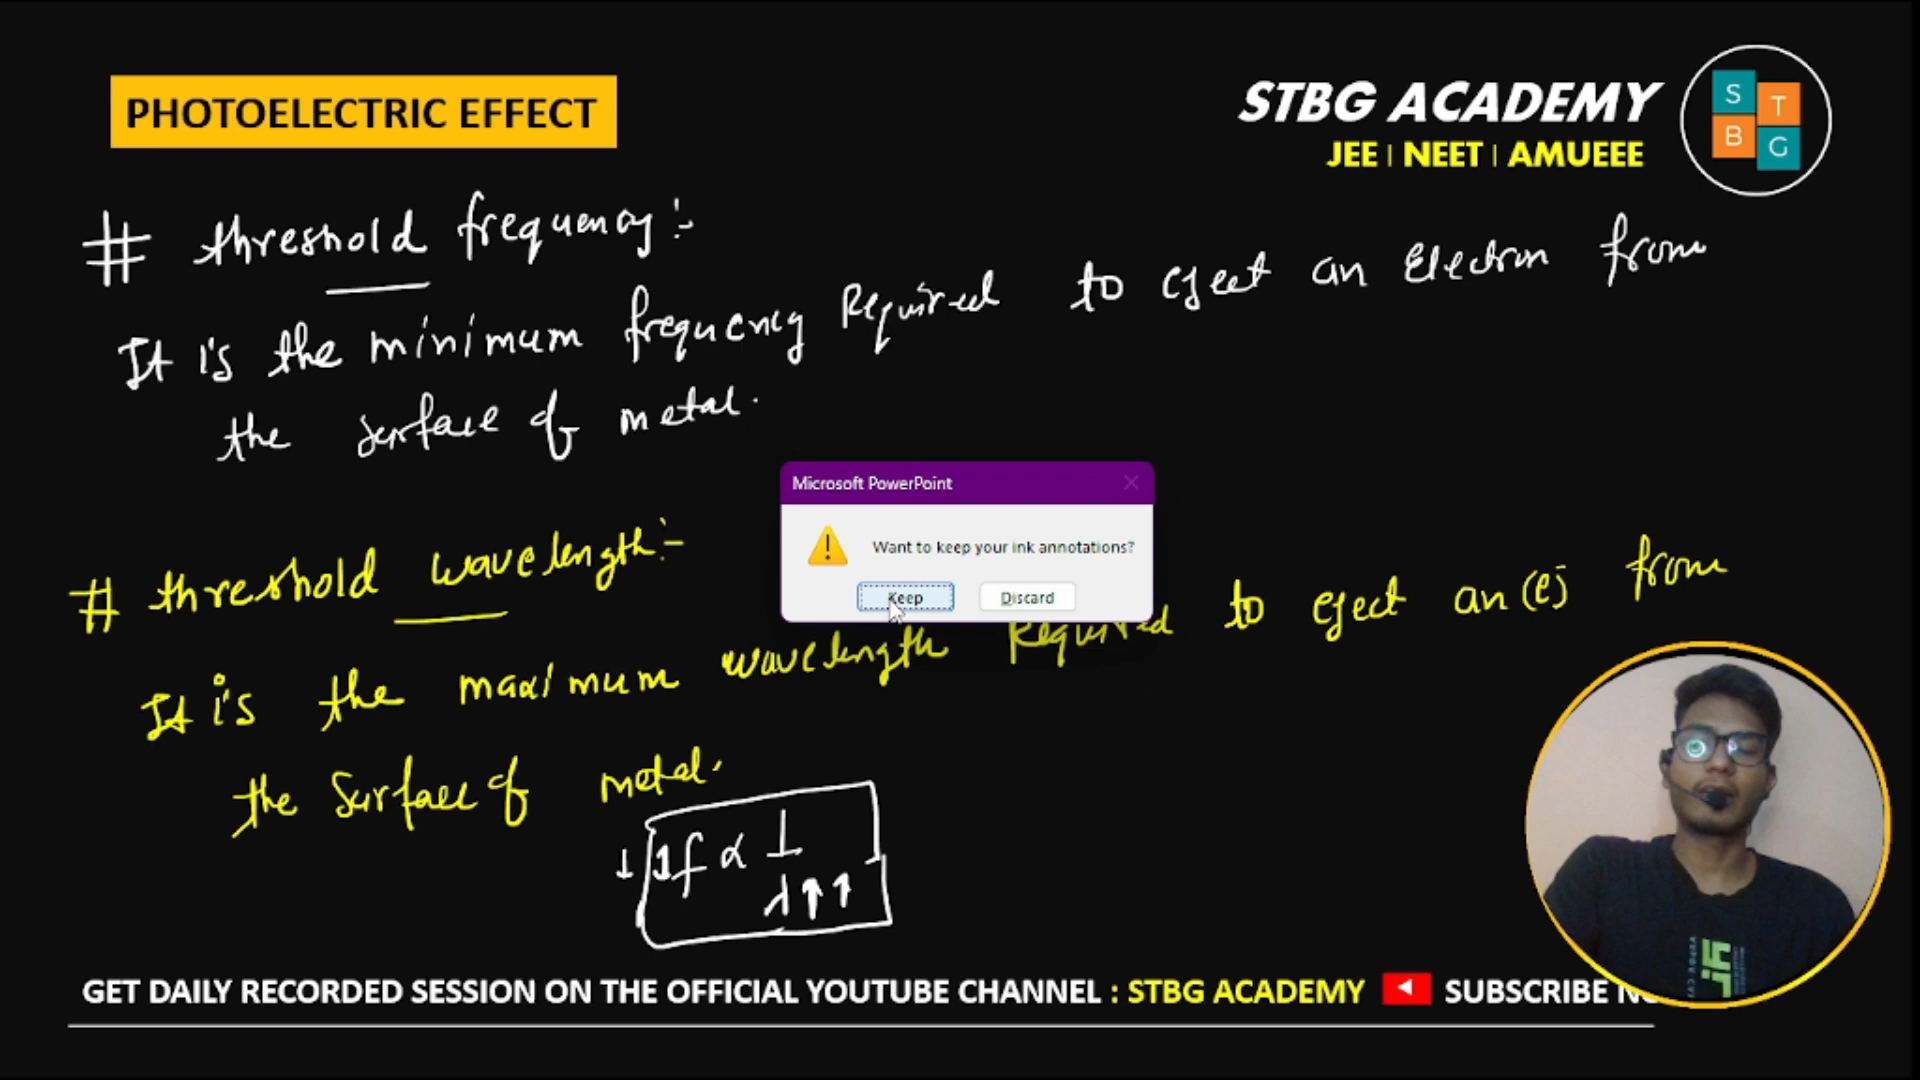 PHOTOELECTRIC EFFECT
STBG ACADEMY
JEE | NEET | AMUEEE
S T
B G
# threshold frequency:-
It is the minimum frequency Required to eject an Electron from
the surface of metal.
Microsoft PowerPoint
Want to keep your ink annotations?
Keep Discard
# threshold wavelength:-
It is the maximum wavelength Required to eject an (e) from
the surface of metal.
↓ ↑ f ∝ 1
λ ↑ ↑
GET DAILY RECORDED SESSION ON THE OFFICIAL YOUTUBE CHANNEL : STBG ACADEMY SUBSCRIBE